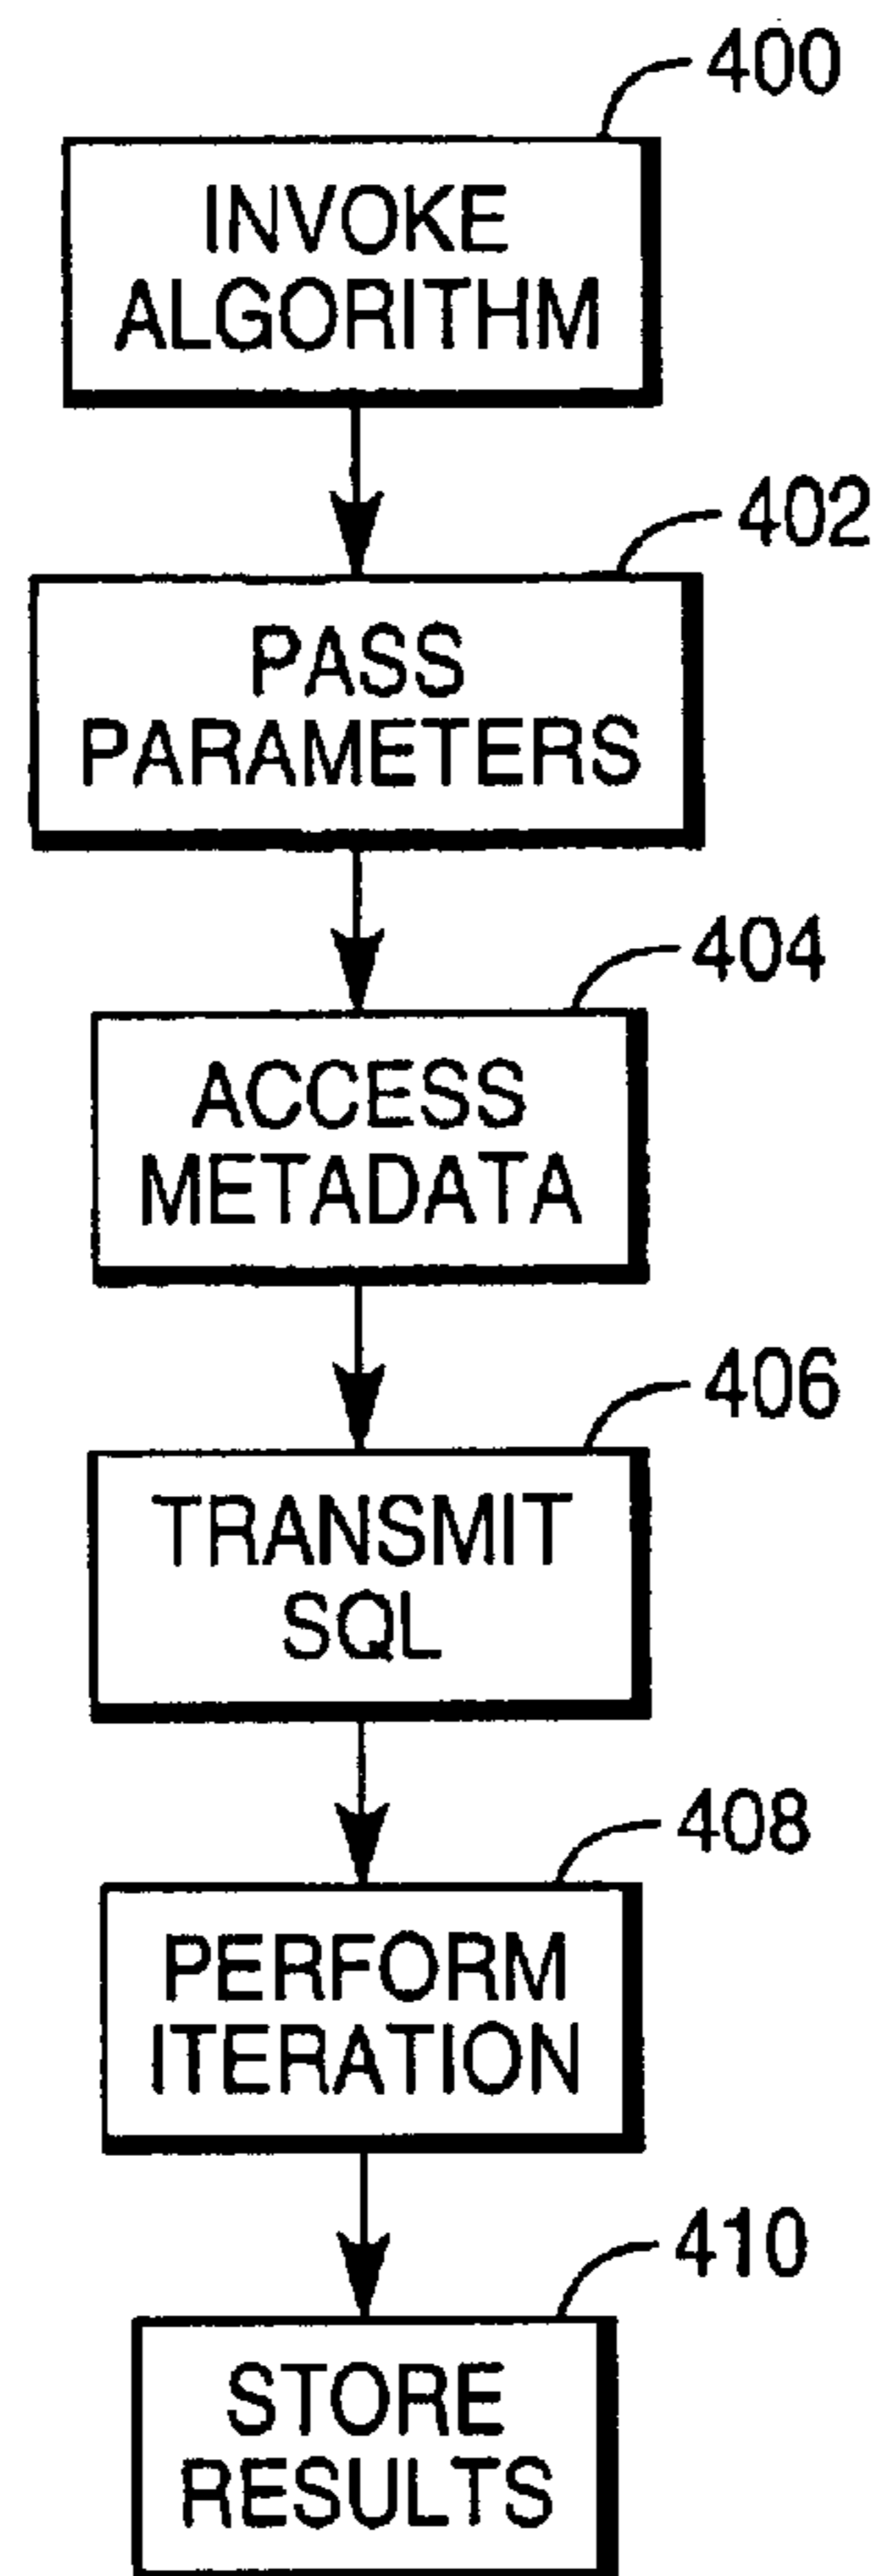 400
INVOKE
ALGORITHM
402
PASS
PARAMETERS
404
ACCESS
METADATA
406
TRANSMIT
SQL
408
PERFORM
ITERATION
410
STORE
RESULTS